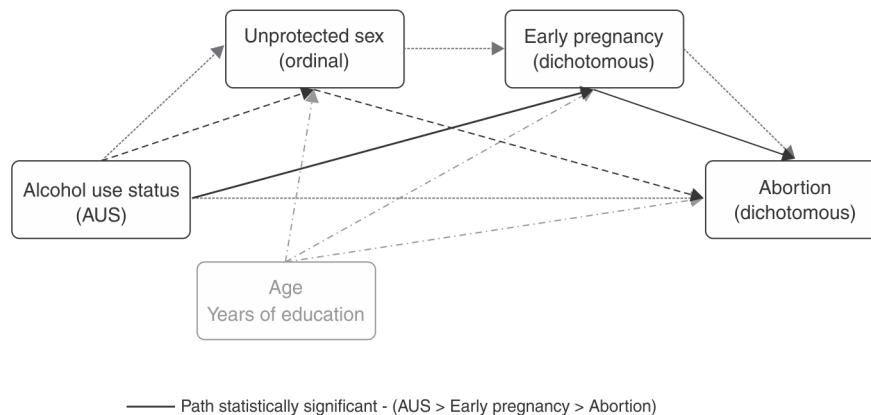 Unprotected sex
(ordinal)
Early pregnancy
(dichotomous)
Alcohol use status
(AUS)
Abortion
(dichotomous)
Age
Years of education
Path statistically significant - (AUS > Early pregnancy > Abortion)